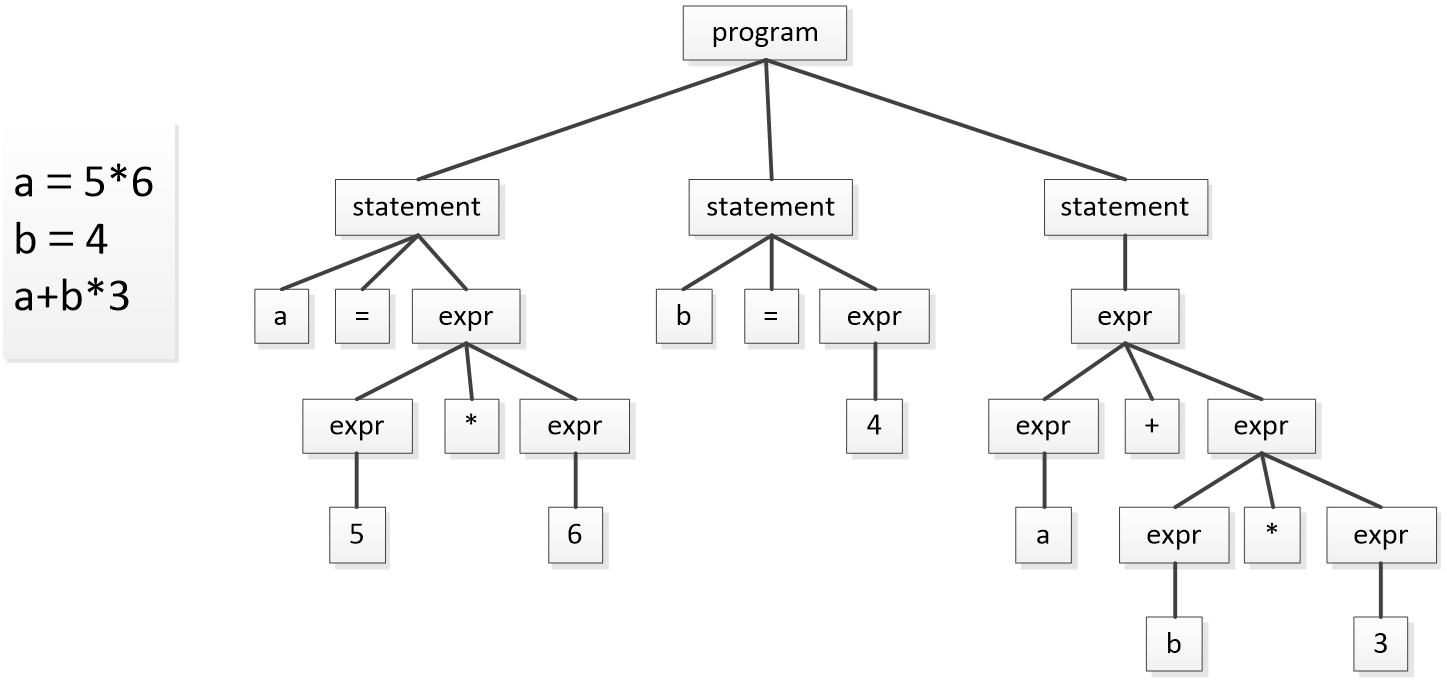 program
a = 5*6
b = 4
a+b*3
statement statement statement
a = expr b = expr expr
expr * expr 4 expr + expr
5 6 a expr * expr
b 3